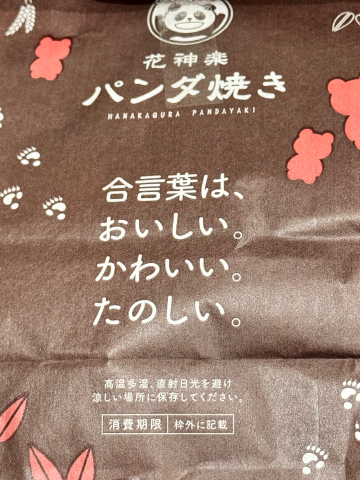 花神楽
パンダ焼き
HANAKAGURA PANDAYAKI
合言葉は、
おいしい。
かわいい。
たのしい。
高温多湿、直射日光を避け
涼しい場所に保存してください。
消費期限 枠外に記載